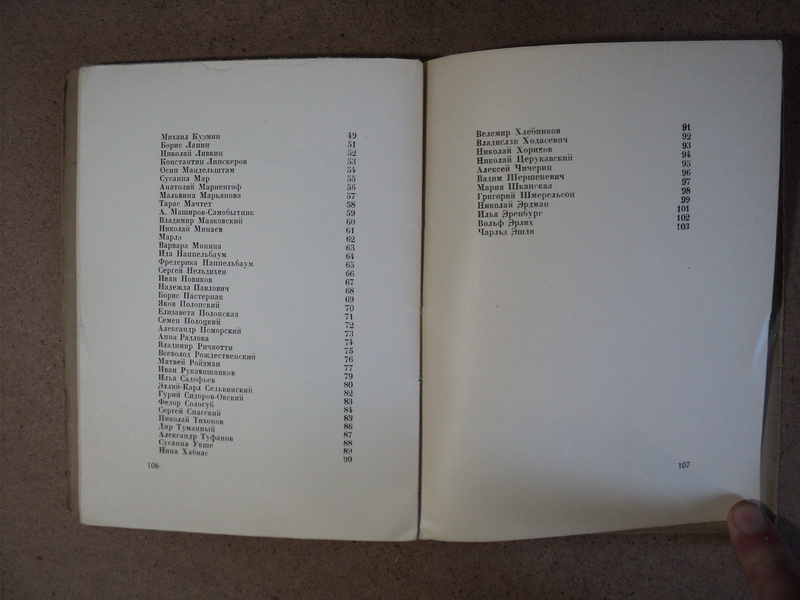 Михаил Кузмин 49
Борис Лапин 51
Николай Ливкин 52
Константин Липскеров 53
Осип Мандельштам 54
Сусанна Мар 55
Анатолий Мариенгоф 56
Мальвина Марьянова 57
Тарас Мачтет 58
А. Маширов-Самобытник 59
Владимир Маяковский 60
Николай Минаев 61
Марлэ 62
Варвара Монина 63
Ида Наппельбаум 64
Фредерика Наппельбаум 65
Сергей Нельдихен 66
Иван Новиков 67
Надежда Павлович 68
Борис Пастернак 69
Яков Полонский 70
Елизавета Полонская 71
Семен Полоцкий 72
Александр Поморский 73
Анна Радлова 74
Владимир Ричиотти 75
Всеволод Рождественский 76
Матвей Ройзман 77
Иван Рукавишников 79
Илья Садофьев 80
Эллий-Карл Сельвинский 82
Гурий Сидоров-Окский 83
Федор Сологуб 84
Сергей Спасский 85
Николай Тихонов 86
Дир Туманный 87
Александр Туфанов 88
Сусанна Укше 89
Нина Хабиас 90
106
Велемир Хлебников 91
Владислав Ходасевич 92
Николай Хориков 93
Николай Церукавский 94
Алексей Чичерин 95
Вадим Шершеневич 96
Мария Шкапская 97
Григорий Шмерельсон 98
Николай Эрдман 99
Илья Эренбург 101
Вольф Эрлих 102
Чарльз Эшли 103
107